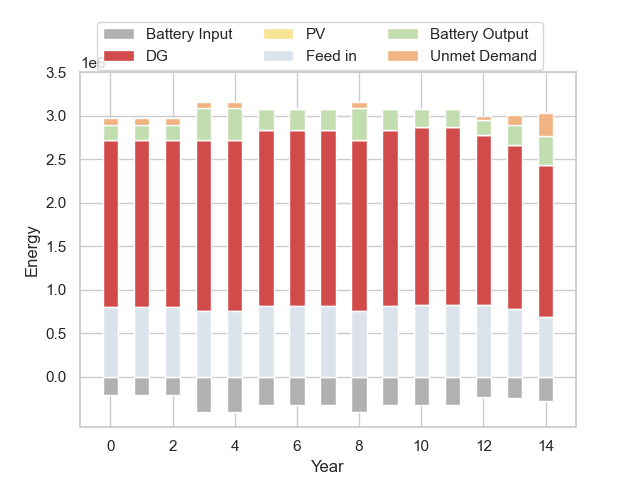 Battery Input PV Battery Output
DG Feed in Unmet Demand
1e6
3.5
3.0
2.5
2.0
1.5
1.0
0.5
0.0
Energy
0 2 4 6 8 10 12 14
Year